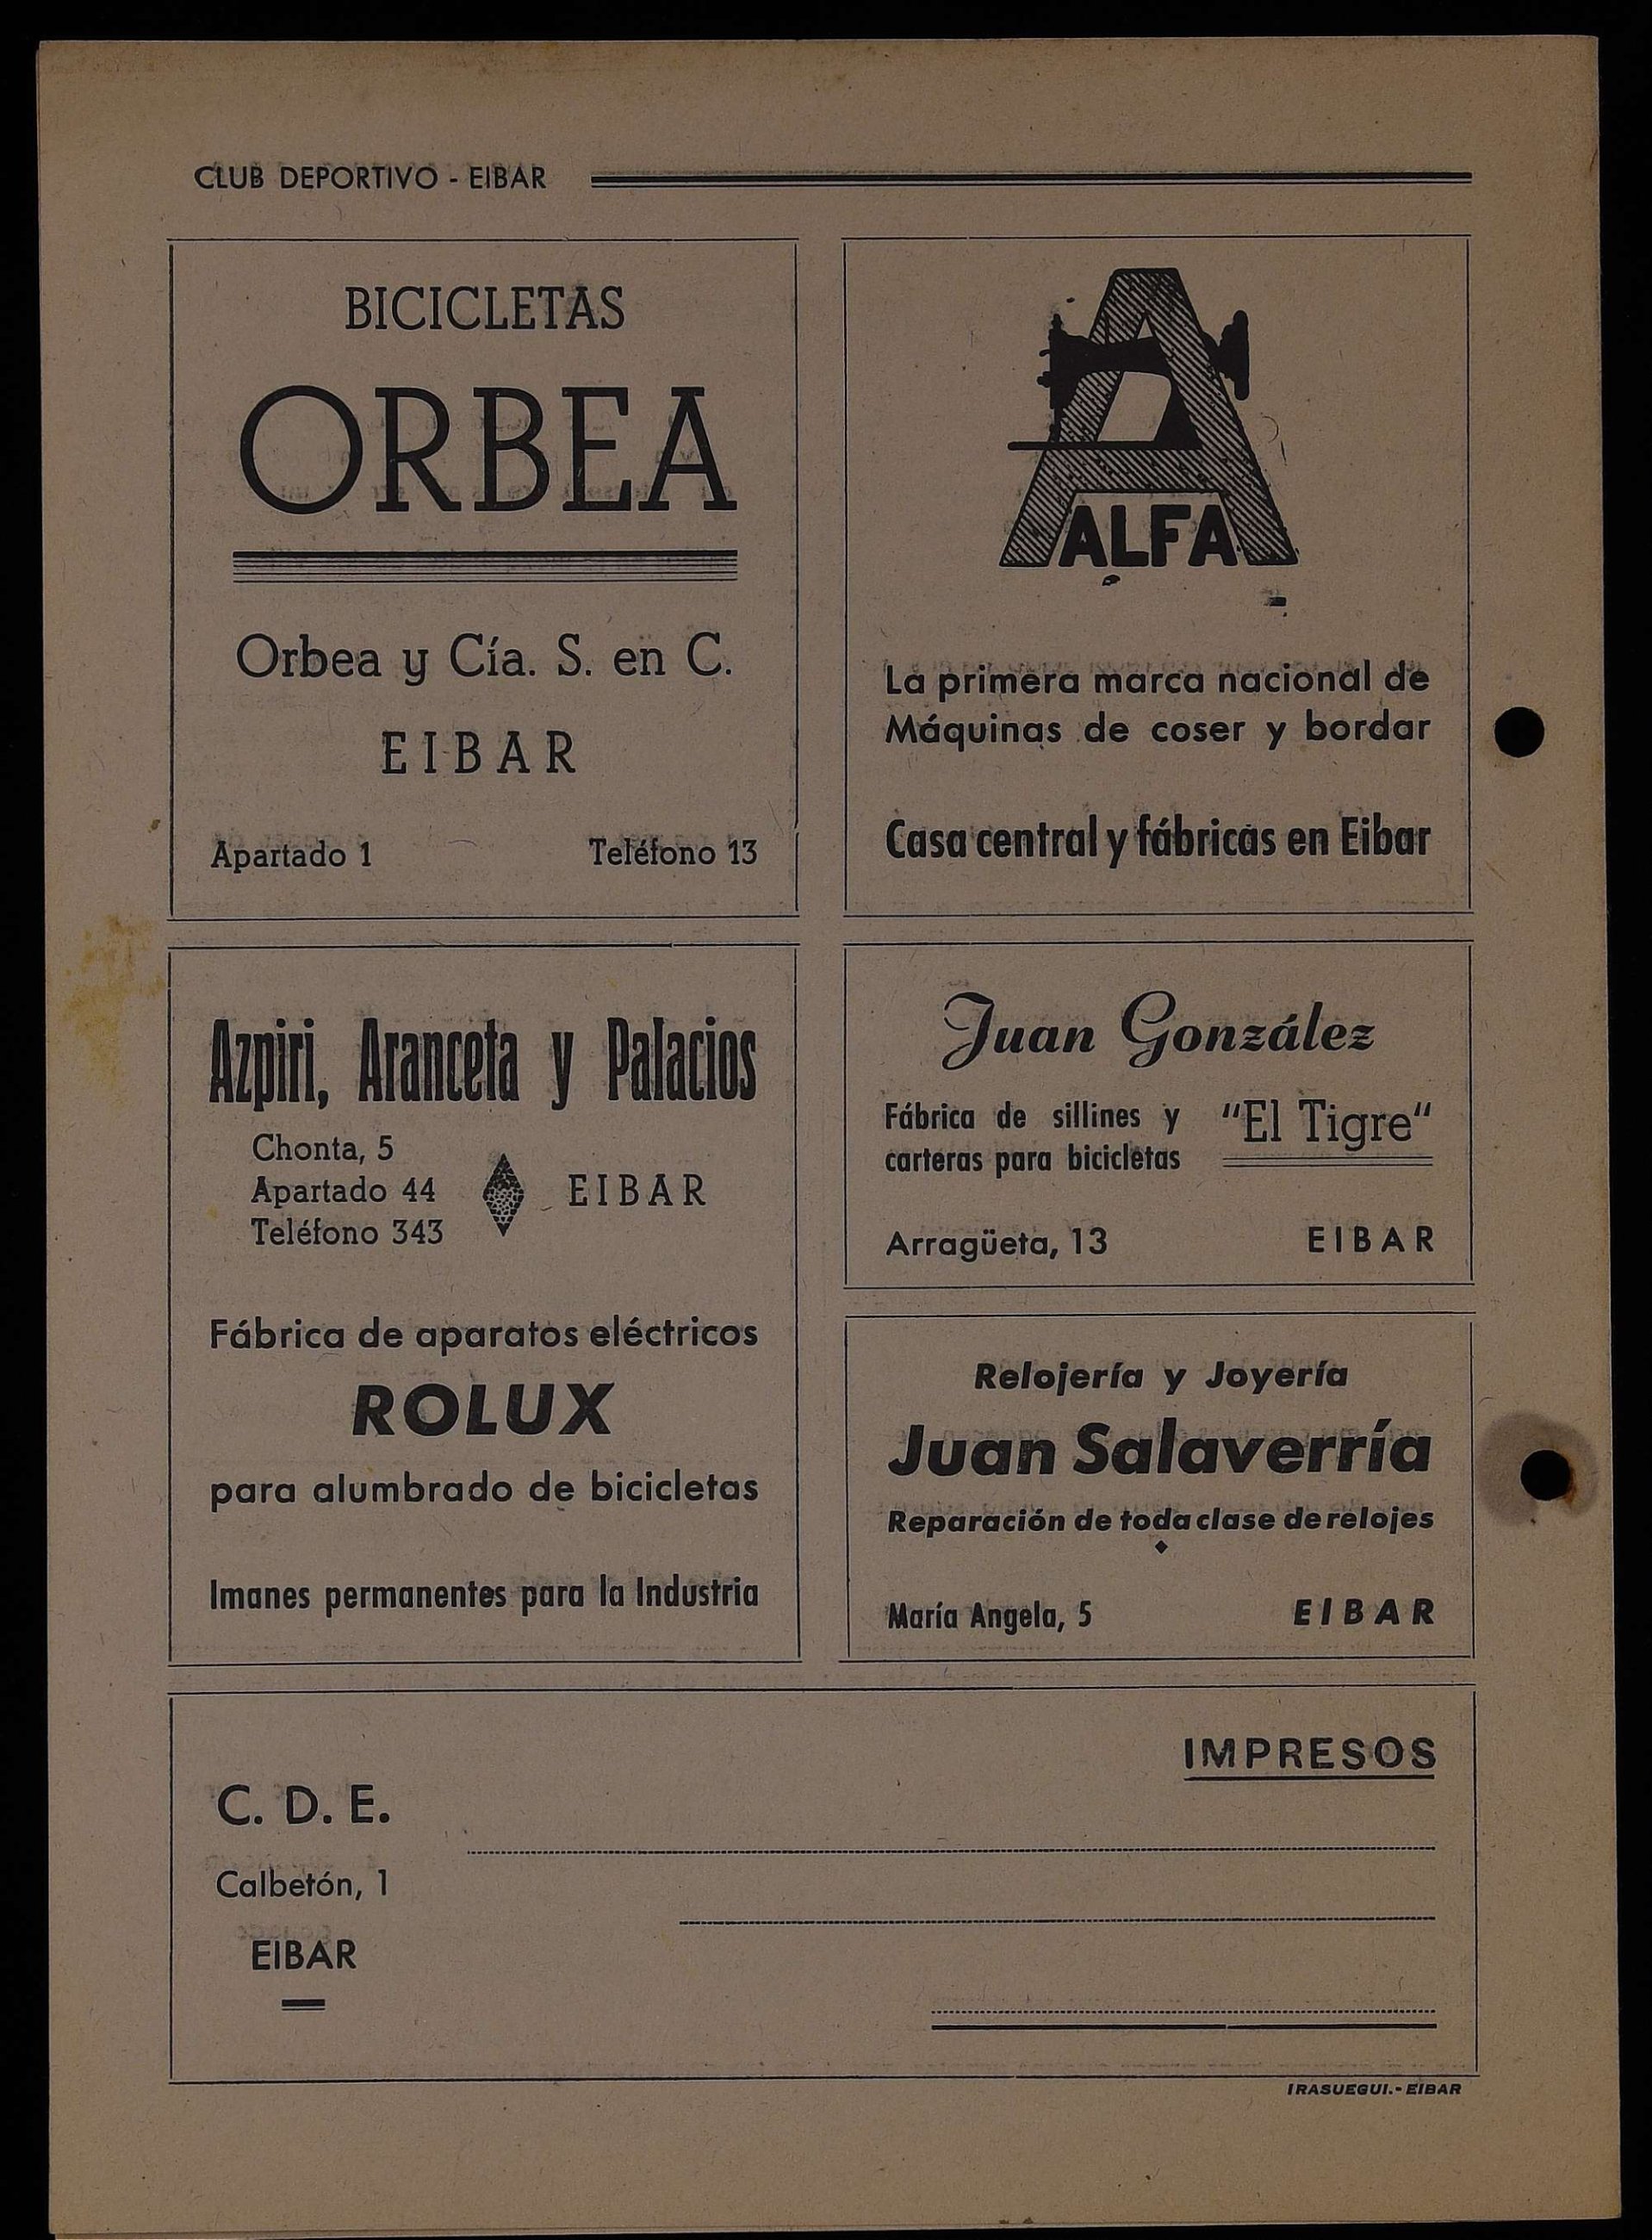 CLUB DEPORTIVO - EIBAR
BICICLETAS
ORBEA
Orbea y Cía. S. en C.
EIBAR
Apartado 1 Teléfono 13
A
ALFA
La primera marca nacional de
Máquinas de coser y bordar
Casa central y fábricas en Eibar
Azpiri, Aranceta y Palacios
Chonta, 5
Apartado 44
Teléfono 343
EIBAR
Fábrica de aparatos eléctricos
ROLUX
para alumbrado de bicicletas
Imanes permanentes para la Industria
Juan González
Fábrica de sillines y
carteras para bicicletas
"El Tigre"
Arragüeta, 13 EIBAR
Relojería y Joyería
Juan Salaverría
Reparación de toda clase de relojes
María Angela, 5 EIBAR
IMPRESOS
C. D. E.
Calbetón, 1
EIBAR
IRASUEGUI.- EIBAR